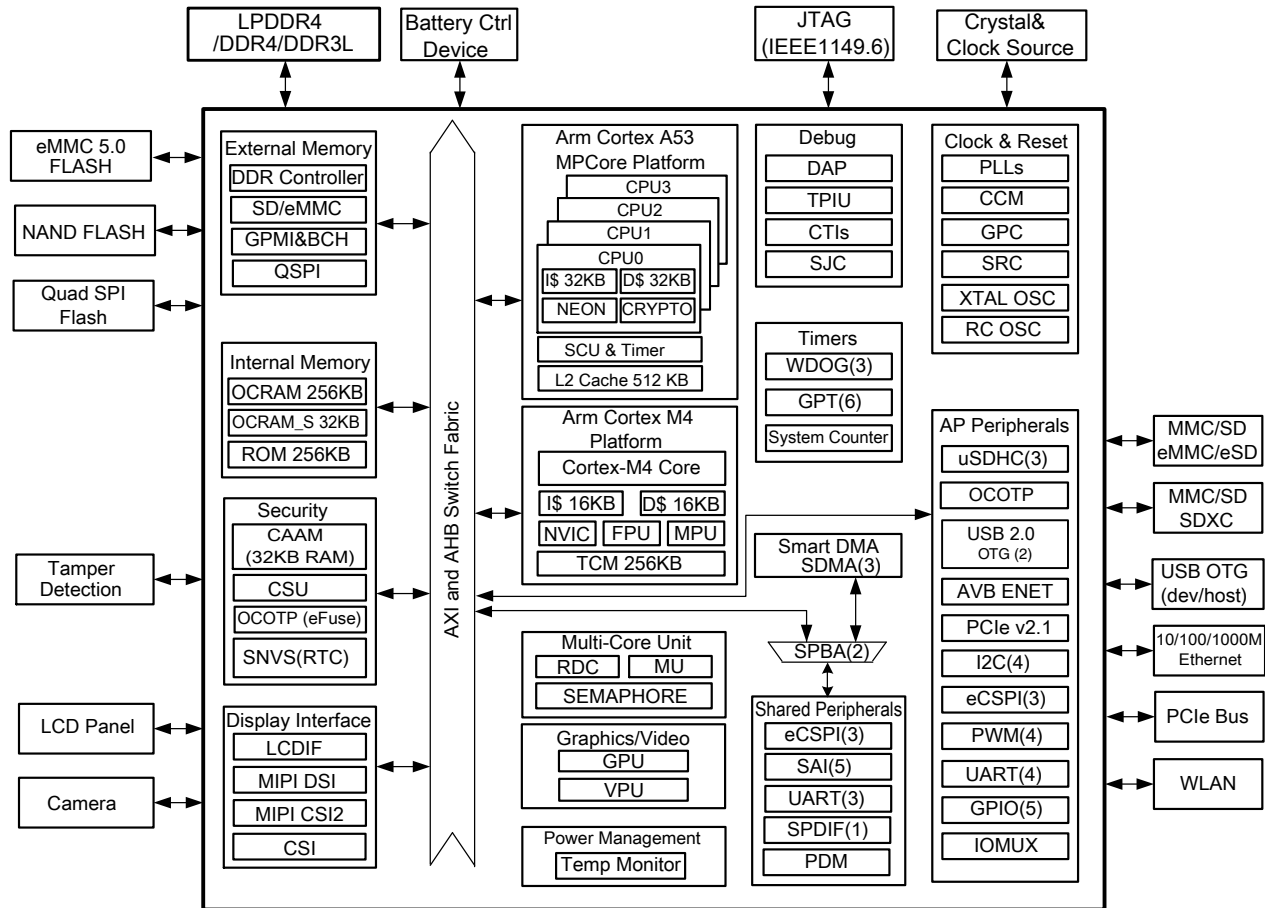 LPDDR4
/DDR4/DDR3L
Battery Ctrl
Device
JTAG
(IEEE1149.6)
Crystal&
Clock Source
eMMC 5.0
FLASH
NAND FLASH
Quad SPI
Flash
Tamper
Detection
LCD Panel
Camera
External Memory
DDR Controller
SD/eMMC
GPMI&BCH
QSPI
Internal Memory
OCRAM 256KB
OCRAM_S 32KB
ROM 256KB
Security
CAAM
(32KB RAM)
CSU
OCOTP (eFuse)
SNVS(RTC)
Display Interface
LCDIF
MIPI DSI
MIPI CSI2
CSI
AXI and AHB Switch Fabric
Arm Cortex A53
MPCore Platform
CPU3
CPU2
CPU1
CPU0
I$ 32KB
D$ 32KB
NEON
CRYPTO
SCU & Timer
L2 Cache 512 KB
Arm Cortex M4
Platform
Cortex-M4 Core
I$ 16KB
D$ 16KB
NVIC
FPU
MPU
TCM 256KB
Multi-Core Unit
RDC
MU
SEMAPHORE
Graphics/Video
GPU
VPU
Power Management
Temp Monitor
Debug
DAP
TPIU
CTIs
SJC
Timers
WDOG(3)
GPT(6)
System Counter
Smart DMA
SDMA(3)
SPBA(2)
Shared Peripherals
eCSPI(3)
SAI(5)
UART(3)
SPDIF(1)
PDM
Clock & Reset
PLLs
CCM
GPC
SRC
XTAL OSC
RC OSC
AP Peripherals
uSDHC(3)
OCOTP
USB 2.0
OTG (2)
AVB ENET
PCIe v2.1
I2C(4)
eCSPI(3)
PWM(4)
UART(4)
GPIO(5)
IOMUX
MMC/SD
eMMC/eSD
MMC/SD
SDXC
USB OTG
(dev/host)
10/100/1000M
Ethernet
PCIe Bus
WLAN